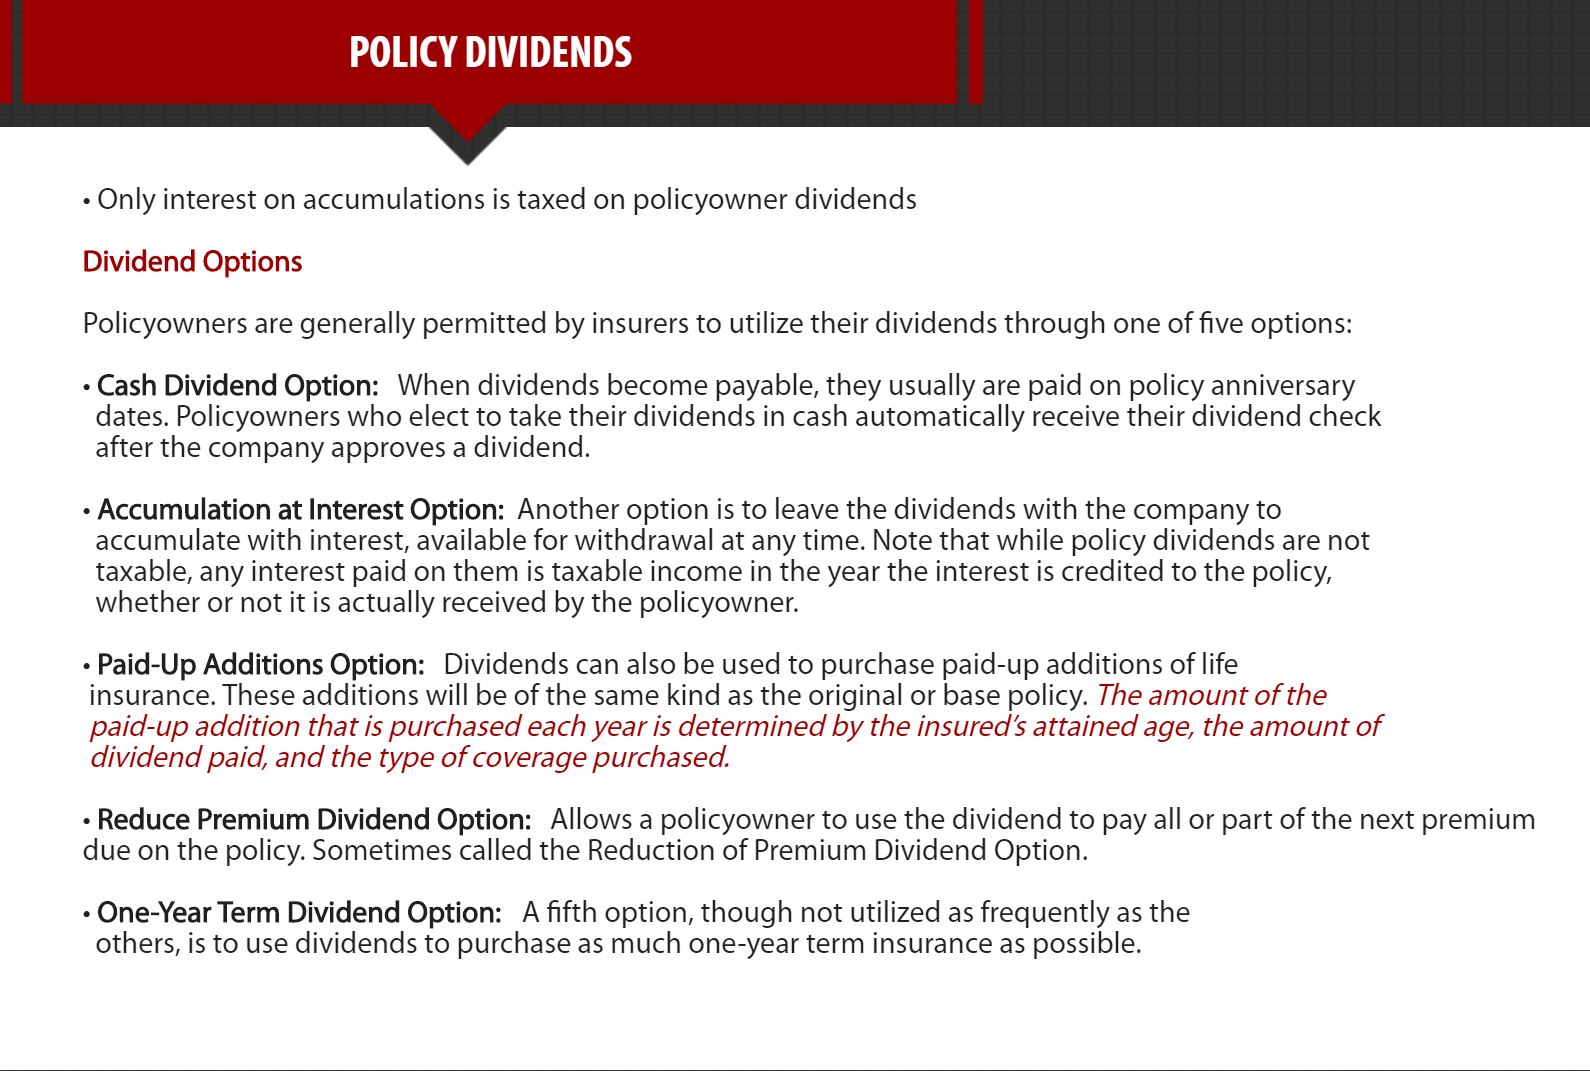 POLICY DIVIDENDS
• Only interest on accumulations is taxed on policyowner dividends
Dividend Options
Policyowners are generally permitted by insurers to utilize their dividends through one of five options:
• Cash Dividend Option: When dividends become payable, they usually are paid on policy anniversary
dates. Policyowners who elect to take their dividends in cash automatically receive their dividend check
after the company approves a dividend.
• Accumulation at Interest Option: Another option is to leave the dividends with the company to
accumulate with interest, available for withdrawal at any time. Note that while policy dividends are not
taxable, any interest paid on them is taxable income in the year the interest is credited to the policy,
whether or not it is actually received by the policyowner.
• Paid-Up Additions Option: Dividends can also be used to purchase paid-up additions of life
insurance. These additions will be of the same kind as the original or base policy. The amount of the
paid-up addition that is purchased each year is determined by the insured’s attained age, the amount of
dividend paid, and the type of coverage purchased.
• Reduce Premium Dividend Option: Allows a policyowner to use the dividend to pay all or part of the next premium
due on the policy. Sometimes called the Reduction of Premium Dividend Option.
• One-Year Term Dividend Option: A fifth option, though not utilized as frequently as the
others, is to use dividends to purchase as much one-year term insurance as possible.